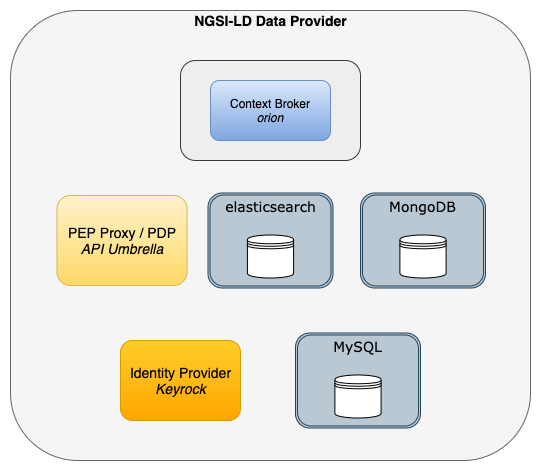 NGSI-LD Data Provider
Context Broker
orion
PEP Proxy / PDP
API Umbrella
elasticsearch
MongoDB
Identity Provider
Keyrock
MySQL